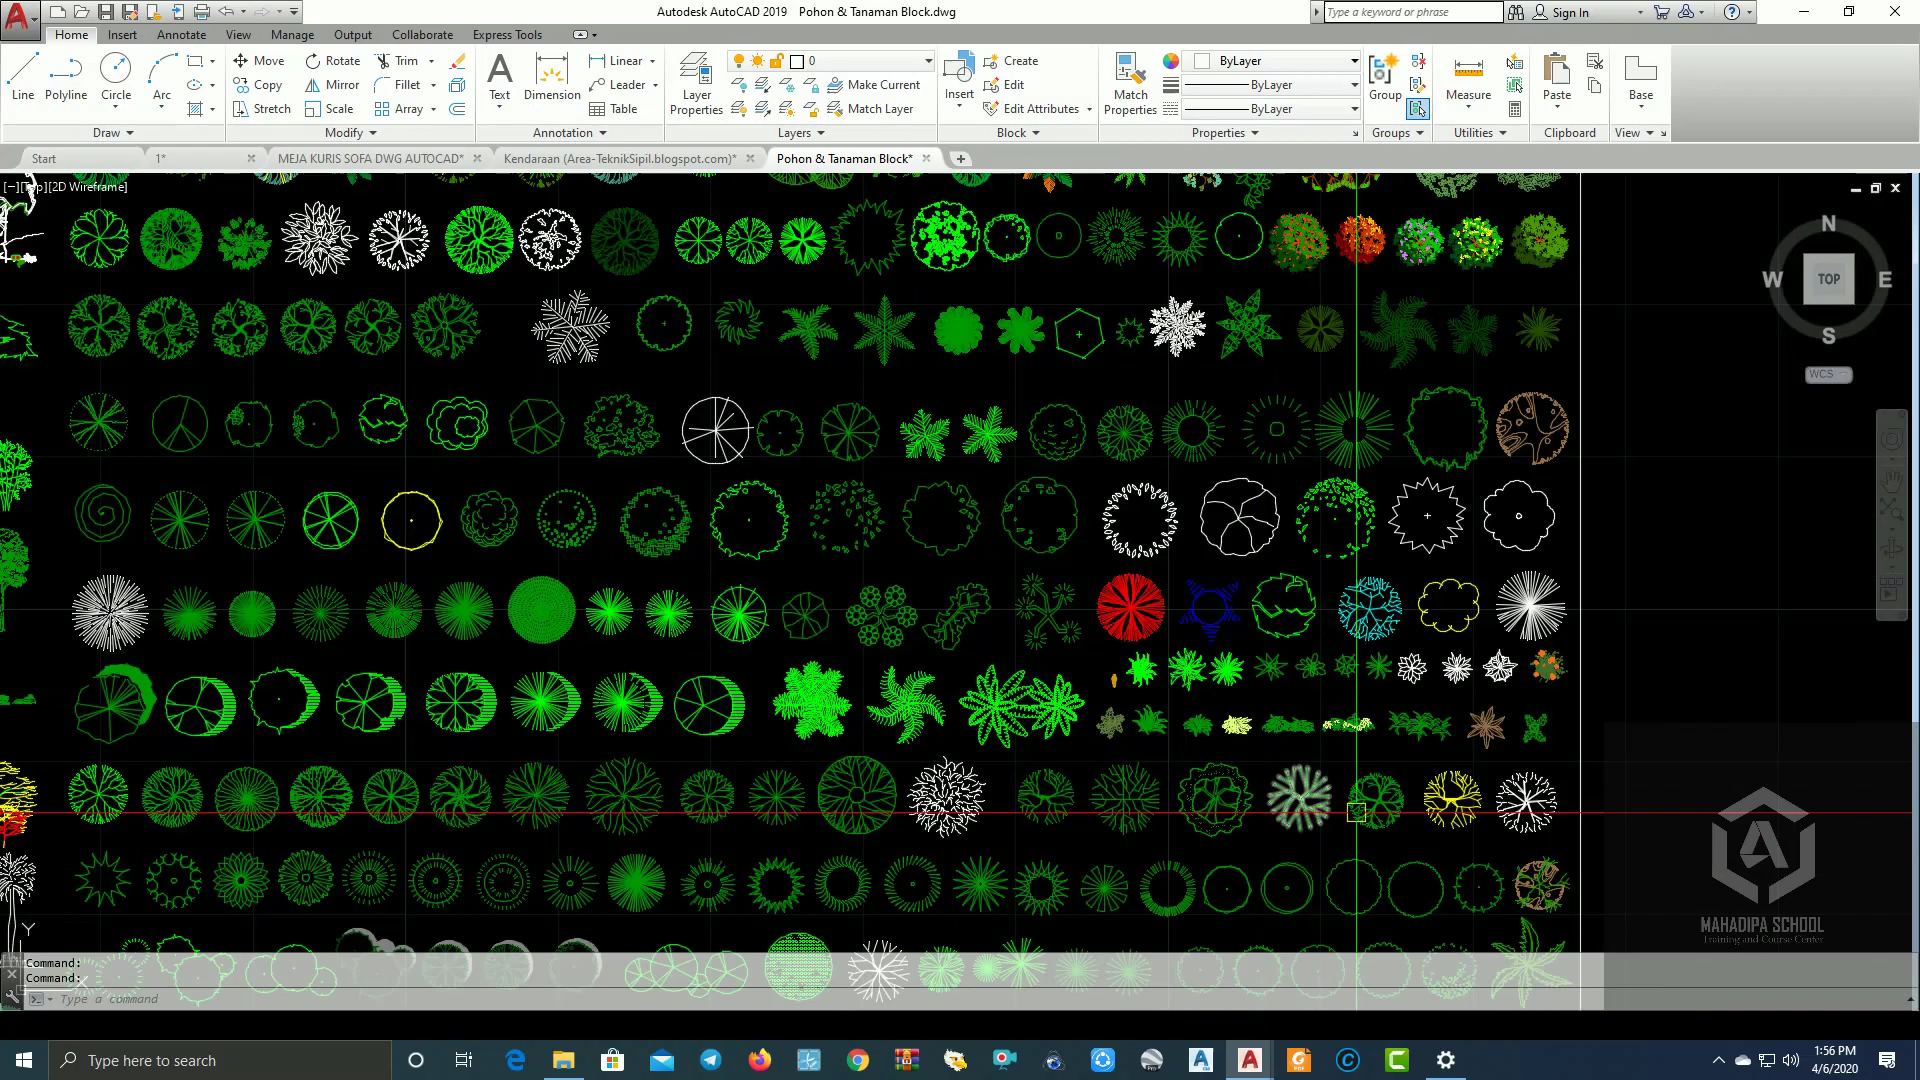 Autodesk AutoCAD 2019 Pohon & Tanaman Block.dwg
Type a keyword or phrase
Sign In
Home Insert Annotate View Manage Output Collaborate Express Tools
Line Polyline Circle Arc
Move Rotate Trim
Copy Mirror Fillet
Stretch Scale Array
Text Dimension
Linear
Leader
Table
Layer Properties
0
Make Current
Match Layer
Insert
Create
Edit
Edit Attributes
Match Properties
ByLayer
ByLayer
ByLayer
Group
Measure
Paste
Base
Draw Modify Annotation Layers Block Properties Groups Utilities Clipboard View
Start 1* MEJA KURIS SOFA DWG AUTOCAD* Kendaraan (Area-TeknikSipil.blogspot.com)* Pohon & Tanaman Block*
[−][Top][2D Wireframe]
N
W TOP E
S
WCS
MAHADIPA SCHOOL
Training and Course Center
Y
Command:
Command:
Type a command
Type here to search
1:56 PM
4/6/2020